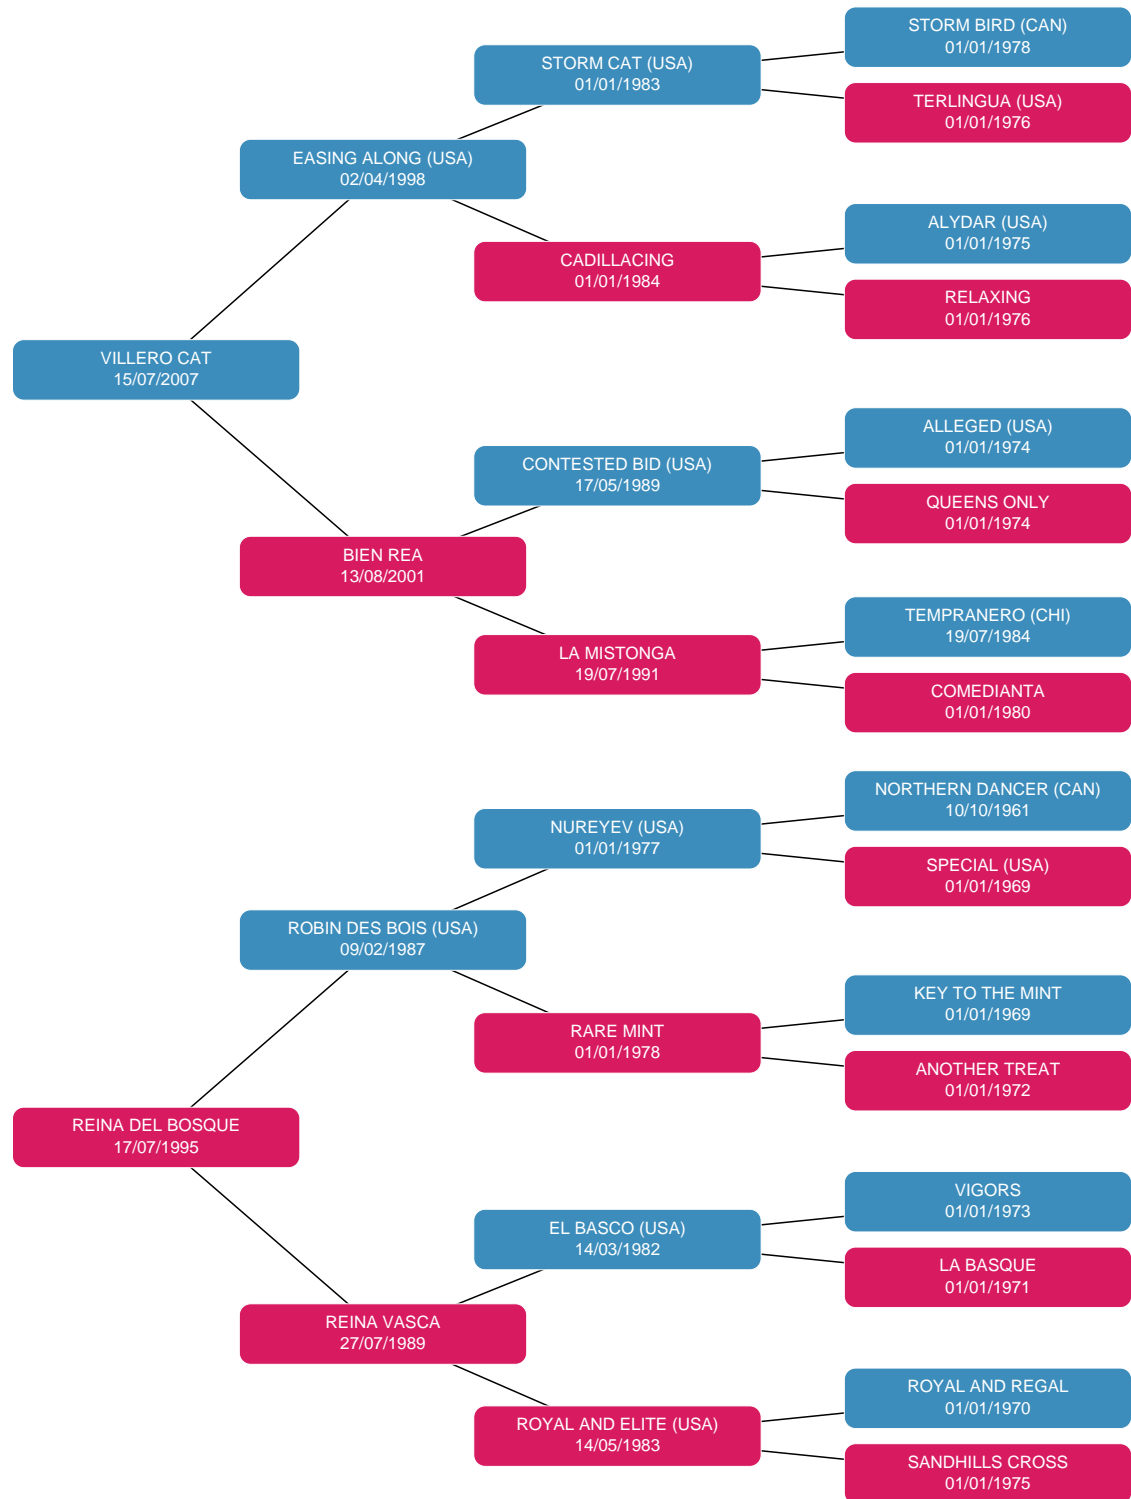 STORM BIRD (CAN)
01/01/1978
STORM CAT (USA)
01/01/1983
TERLINGUA (USA)
01/01/1976
EASING ALONG (USA)
02/04/1998
ALYDAR (USA)
01/01/1975
CADILLACING
01/01/1984
RELAXING
01/01/1976
VILLERO CAT
15/07/2007
ALLEGED (USA)
01/01/1974
CONTESTED BID (USA)
17/05/1989
QUEENS ONLY
01/01/1974
BIEN REA
13/08/2001
TEMPRANERO (CHI)
19/07/1984
LA MISTONGA
19/07/1991
COMEDIANTA
01/01/1980
NORTHERN DANCER (CAN)
10/10/1961
NUREYEV (USA)
01/01/1977
SPECIAL (USA)
01/01/1969
ROBIN DES BOIS (USA)
09/02/1987
KEY TO THE MINT
01/01/1969
RARE MINT
01/01/1978
ANOTHER TREAT
01/01/1972
REINA DEL BOSQUE
17/07/1995
VIGORS
01/01/1973
EL BASCO (USA)
14/03/1982
LA BASQUE
01/01/1971
REINA VASCA
27/07/1989
ROYAL AND REGAL
01/01/1970
ROYAL AND ELITE (USA)
14/05/1983
SANDHILLS CROSS
01/01/1975